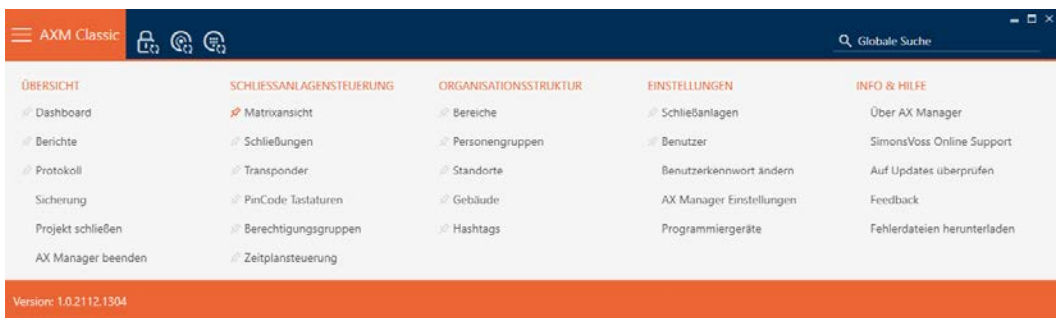 AXM Classic
Globale Suche
ÜBERSICHT
Dashboard
Berichte
Protokoll
Sicherung
Projekt schließen
AX Manager beenden
SCHLIESSANLAGENSTEUERUNG
Matrixansicht
Schließungen
Transponder
PinCode Tastaturen
Berechtigungsgruppen
Zeitplansteuerung
ORGANISATIONSSTRUKTUR
Bereiche
Personengruppen
Standorte
Gebäude
Hashtags
EINSTELLUNGEN
Schließanlagen
Benutzer
Benutzerkennwort ändern
AX Manager Einstellungen
Programmiergeräte
INFO & HILFE
Über AX Manager
SimonsVoss Online Support
Auf Updates überprüfen
Feedback
Fehlerdateien herunterladen
Version: 1.0.2112.1304